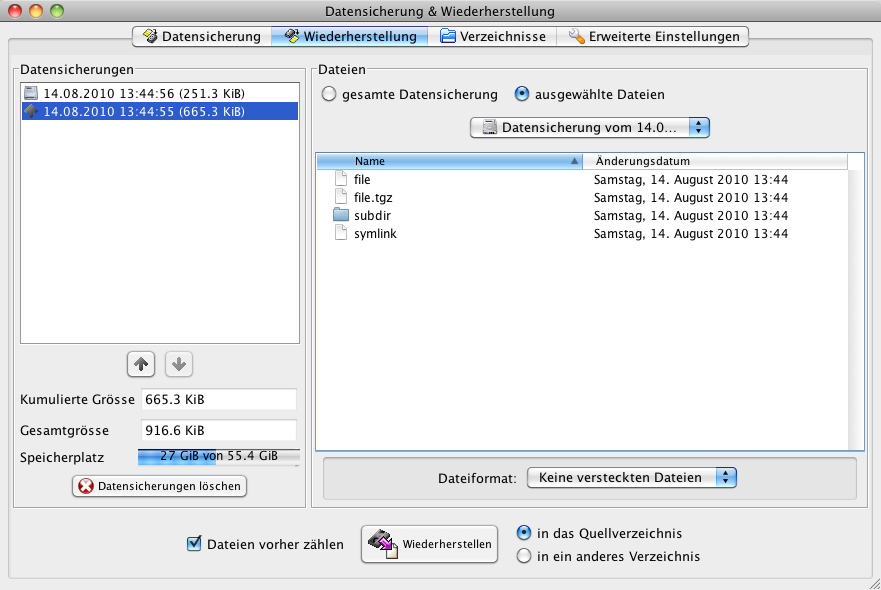 Datensicherung & Wiederherstellung
Datensicherung Wiederherstellung Verzeichnisse Erweiterte Einstellungen
Datensicherungen
14.08.2010 13:44:56 (251.3 KiB)
14.08.2010 13:44:55 (665.3 KiB)
Kumulierte Grösse 665.3 KiB
Gesamtgrösse 916.6 KiB
Speicherplatz 27 GiB von 55.4 GiB
Datensicherungen löschen
Dateien
gesamte Datensicherung ausgewählte Dateien
Datensicherung vom 14.0...
Name Änderungsdatum
file Samstag, 14. August 2010 13:44
file.tgz Samstag, 14. August 2010 13:44
subdir Samstag, 14. August 2010 13:44
symlink Samstag, 14. August 2010 13:44
Dateiformat: Keine versteckten Dateien
Dateien vorher zählen
Wiederherstellen
in das Quellverzeichnis
in ein anderes Verzeichnis